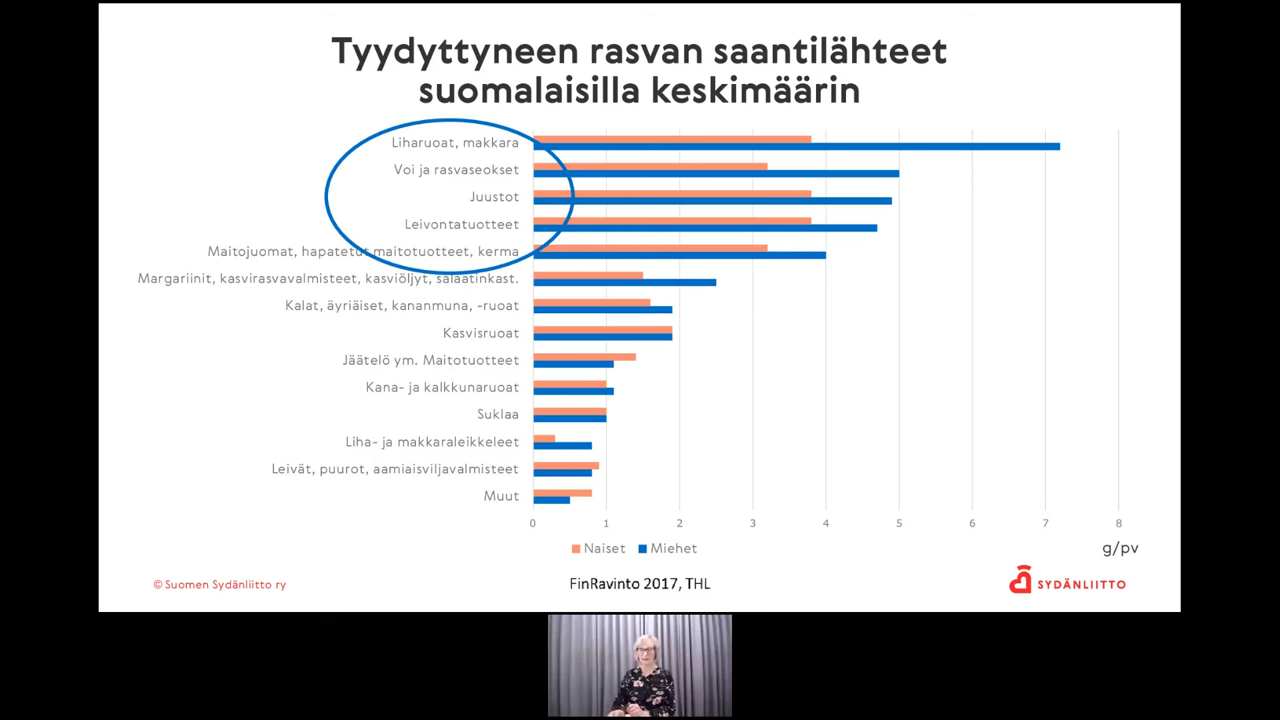 Tyydyttyneen rasvan saantilähteet
suomalaisilla keskimäärin
Liharuoat, makkara
Voi ja rasvaseokset
Juustot
Leivontatuotteet
Maitojuomat, hapatetut maitotuotteet, kerma
Margariinit, kasvirasvavalmisteet, kasviöljyt, salaatinkast.
Kalat, äyriäiset, kananmuna, -ruoat
Kasvisruoat
Jäätelö ym. Maitotuotteet
Kana- ja kalkkunaruoat
Suklaa
Liha- ja makkaraleikkeleet
Leivät, puurot, aamiaisviljavalmisteet
Muut
0 1 2 3 4 5 6 7 8
Naiset Miehet
g/pv
© Suomen Sydänliitto ry
FinRavinto 2017, THL
SYDÄNLIITTO